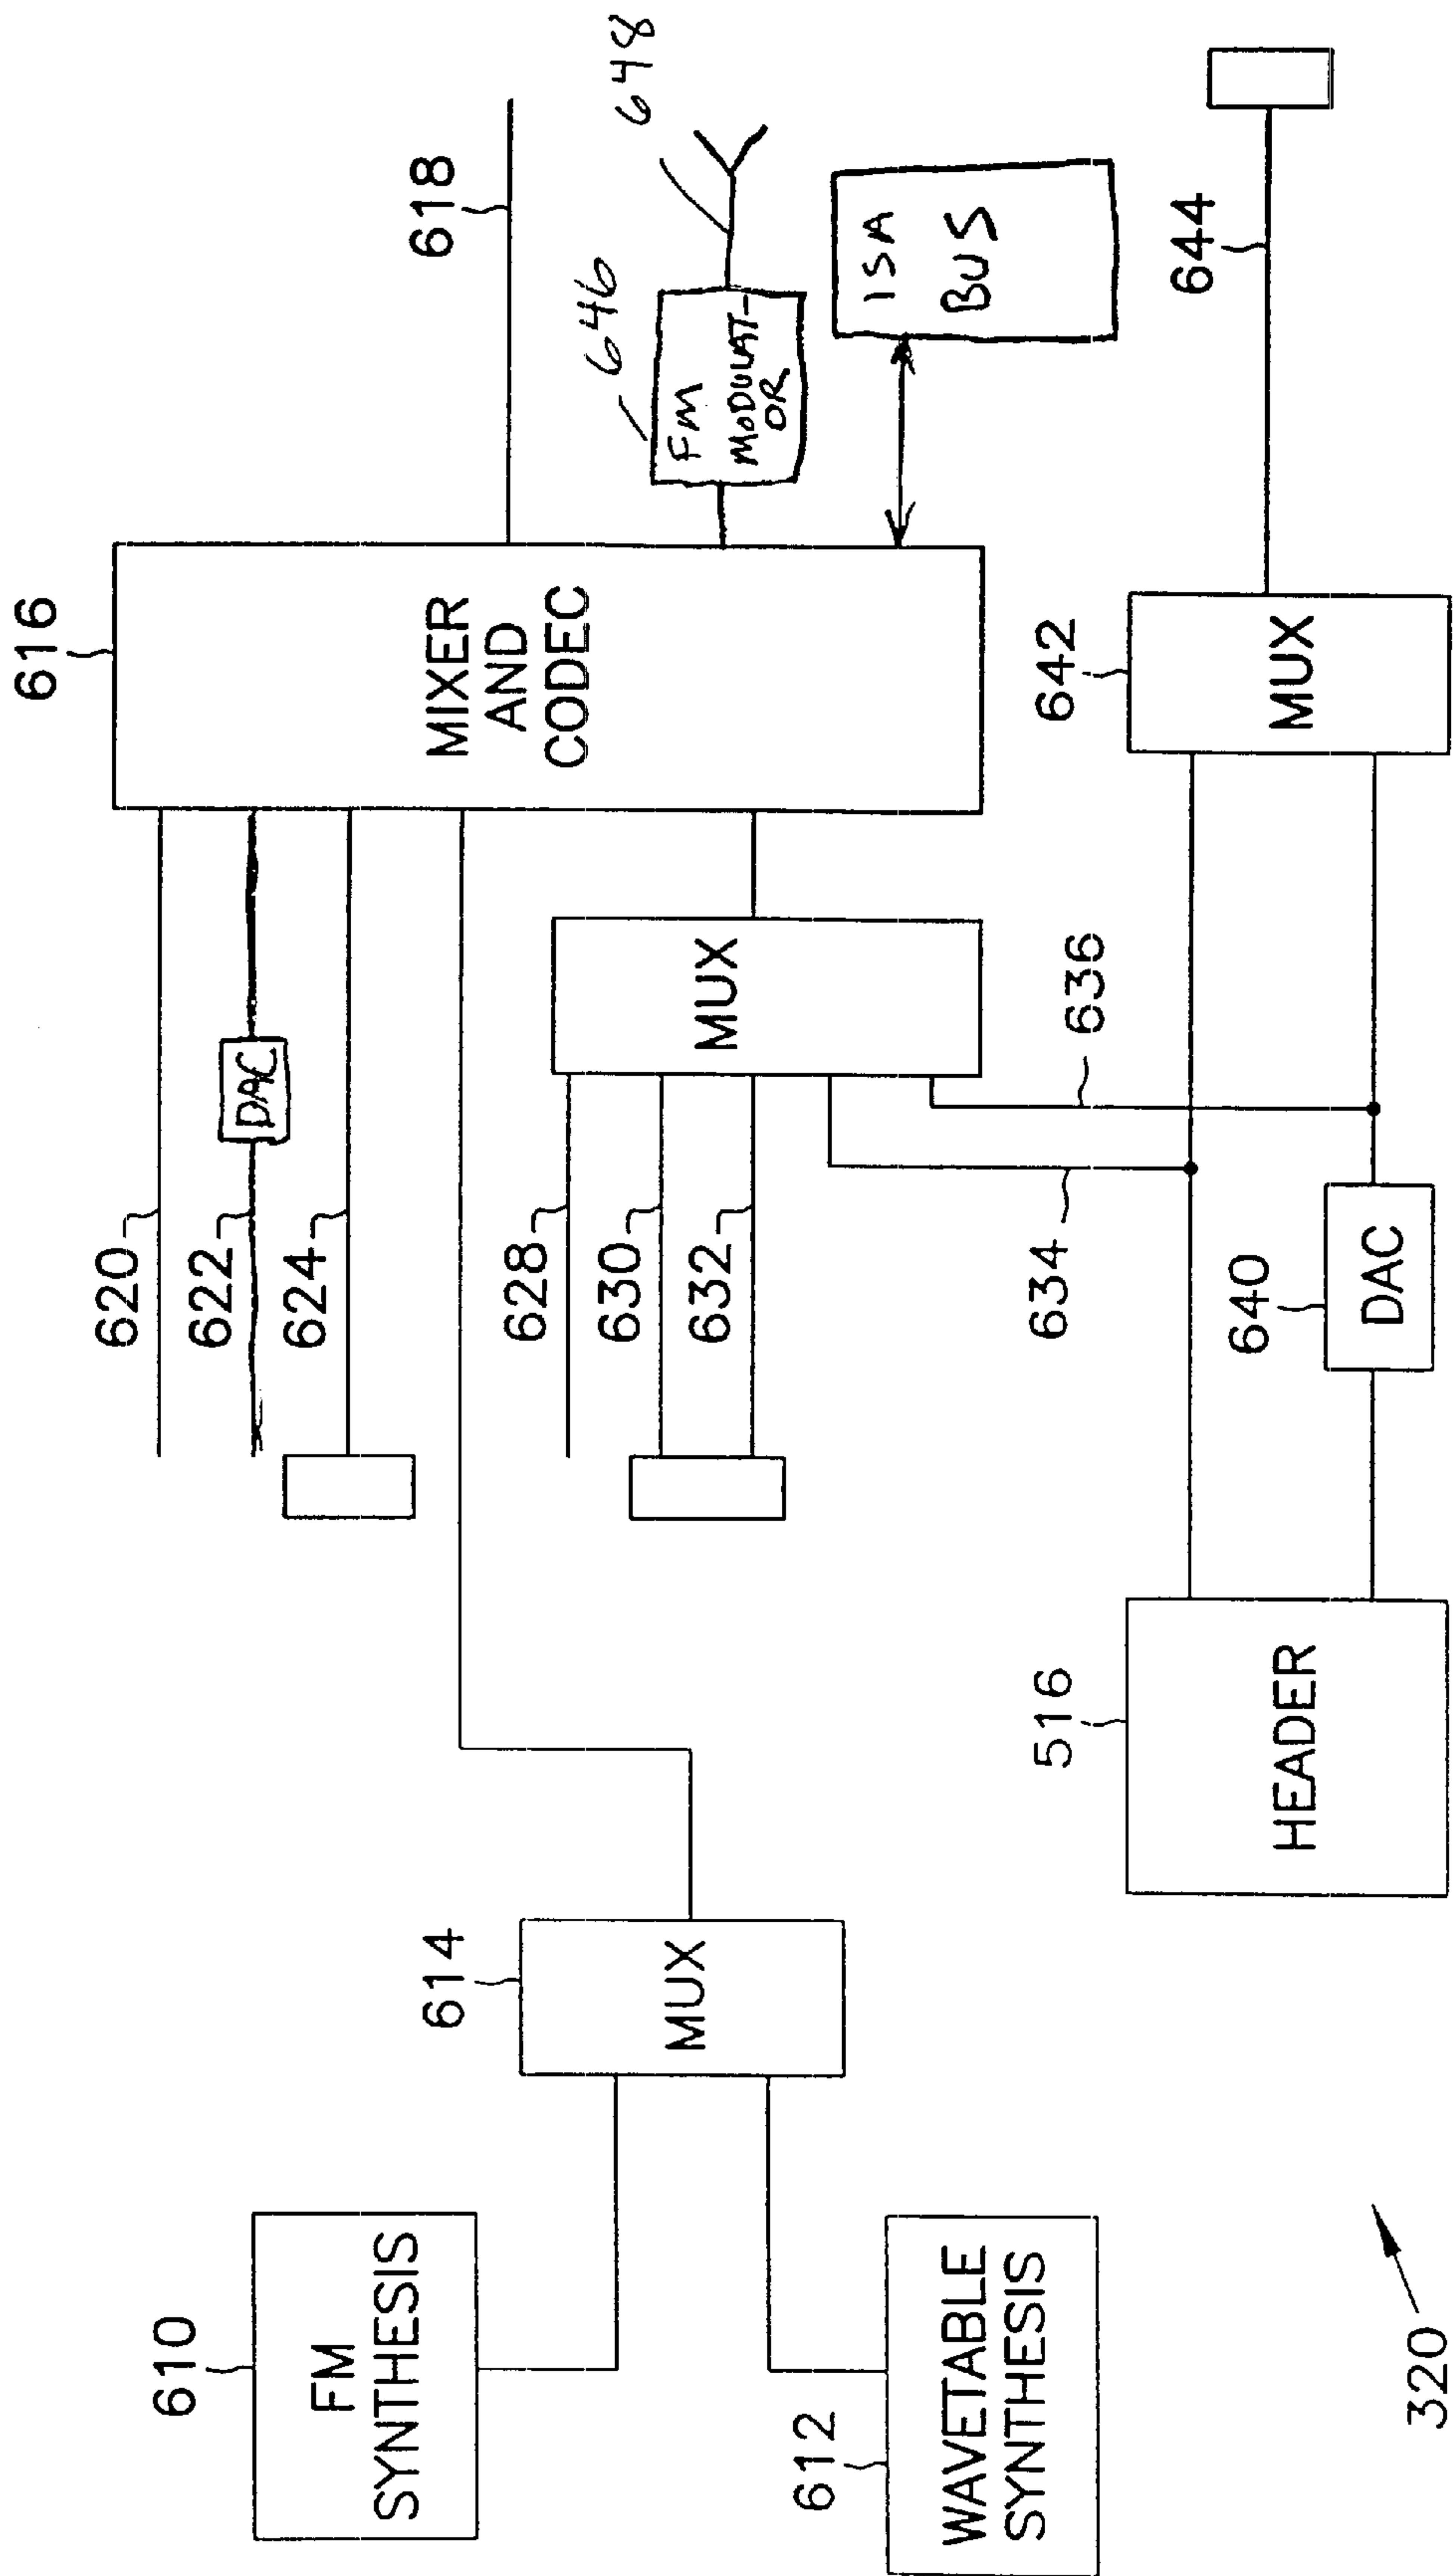 610
FM
SYNTHESIS
612
WAVETABLE
SYNTHESIS
614
MUX
620
622
DAC
624
628
630
632
MUX
634
636
616
MIXER
AND
CODEC
618
646
FM
MODULAT-
OR
648
ISA
BUS
516
HEADER
640
DAC
642
MUX
644
320